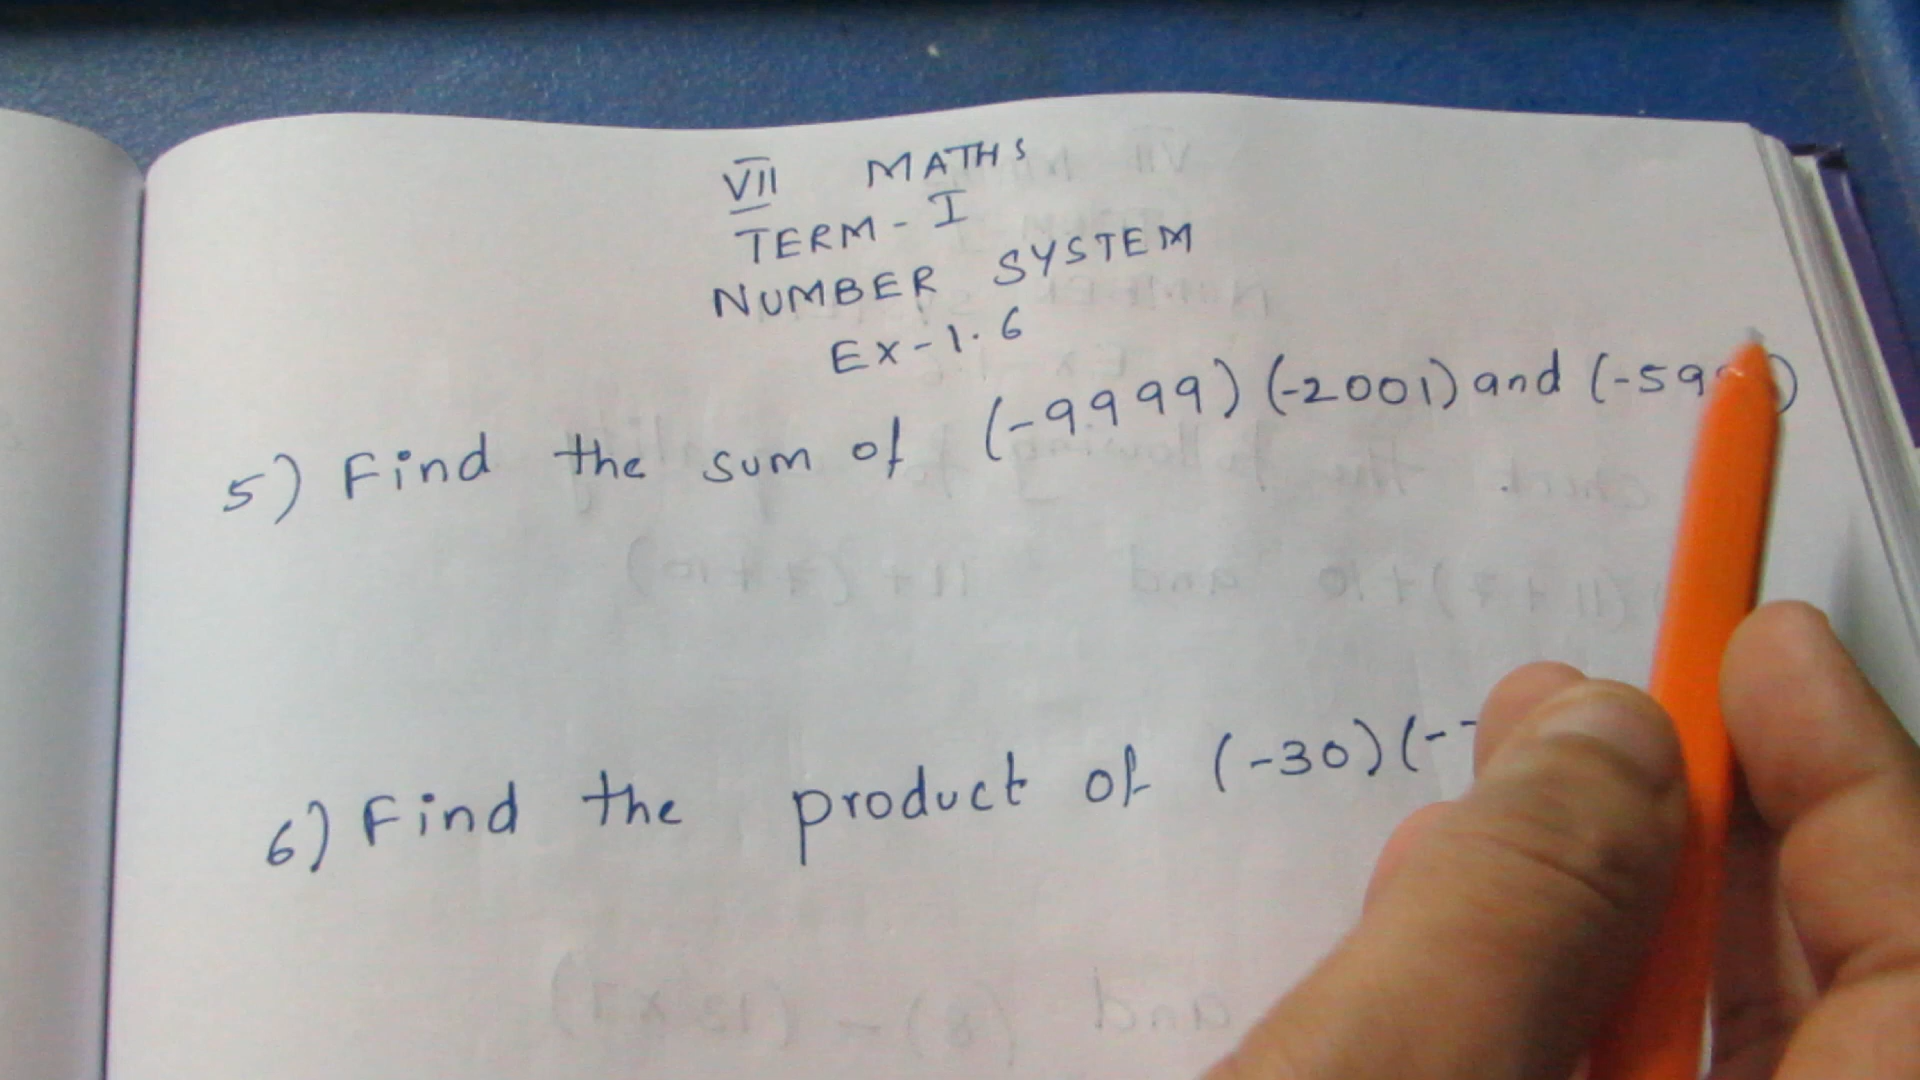 VII MATHS
TERM - I
NUMBER SYSTEM
EX-1.6
5) Find the sum of (-9999) (-2001) and
6) Find the product of (-30)